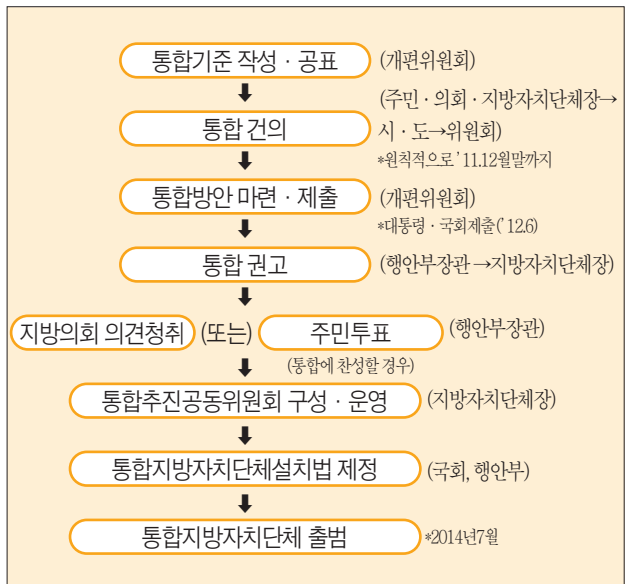 통합기준 작성 · 공표 (개편위원회)
(주민 · 의회 · 지방자치단체장→
통합 건의 시 · 도→위원회)
*원칙적으로 ’11.12월말까지
통합방안 마련 · 제출 (개편위원회)
*대통령 · 국회제출(’12.6)
통합 권고 (행안부장관→지방자치단체장)
지방의회 의견청취 (또는) 주민투표 (행안부장관)
(통합에 찬성할 경우)
통합추진공동위원회 구성 · 운영 (지방자치단체장)
통합지방자치단체설치법 제정 (국회, 행안부)
통합지방자치단체 출범 *2014년7월